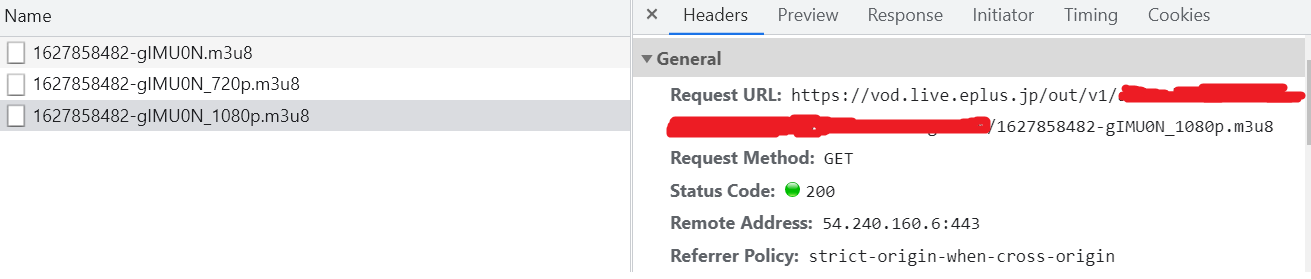 Name
1627858482-gIMU0N.m3u8
1627858482-gIMU0N_720p.m3u8
1627858482-gIMU0N_1080p.m3u8
× Headers Preview Response Initiator Timing Cookies
▼ General
Request URL: https://vod.live.eplus.jp/out/v1/
/1627858482-gIMU0N_1080p.m3u8
Request Method: GET
Status Code: 200
Remote Address: 54.240.160.6:443
Referrer Policy: strict-origin-when-cross-origin